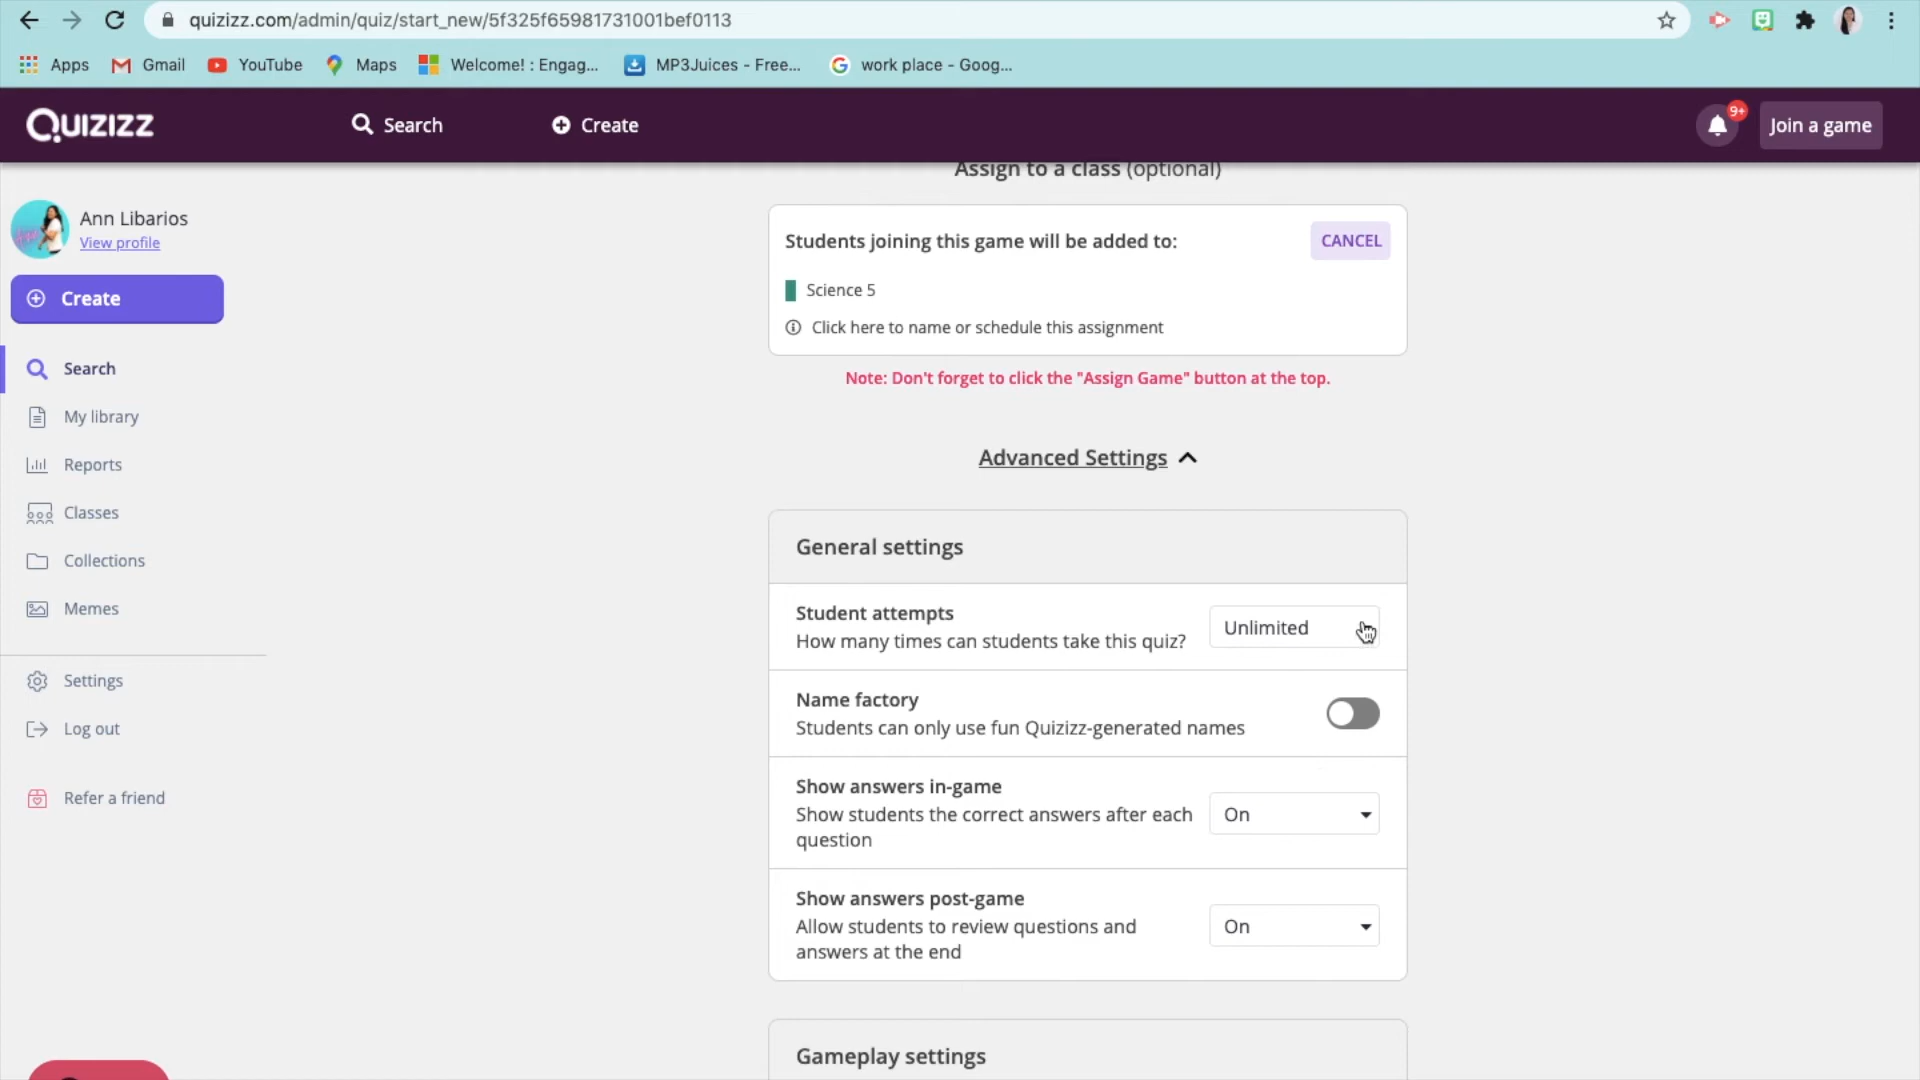 quizizz.com/admin/quiz/start_new/5f325f65981731001bef0113
Apps
Gmail
YouTube
Maps
Welcome! : Engag...
MP3Juices - Free...
work place - Goog...
QUIZIZZ
Search
Create
9+
Join a game
Ann Libarios
View profile
Create
Search
My library
Reports
Classes
Collections
Memes
Settings
Log out
Refer a friend
Assign to a class (optional)
Students joining this game will be added to:
CANCEL
Science 5
Click here to name or schedule this assignment
Note: Don't forget to click the "Assign Game" button at the top.
Advanced Settings
General settings
Student attempts
How many times can students take this quiz?
Unlimited
Name factory
Students can only use fun Quizizz-generated names
Show answers in-game
Show students the correct answers after each
question
On
Show answers post-game
Allow students to review questions and
answers at the end
On
Gameplay settings